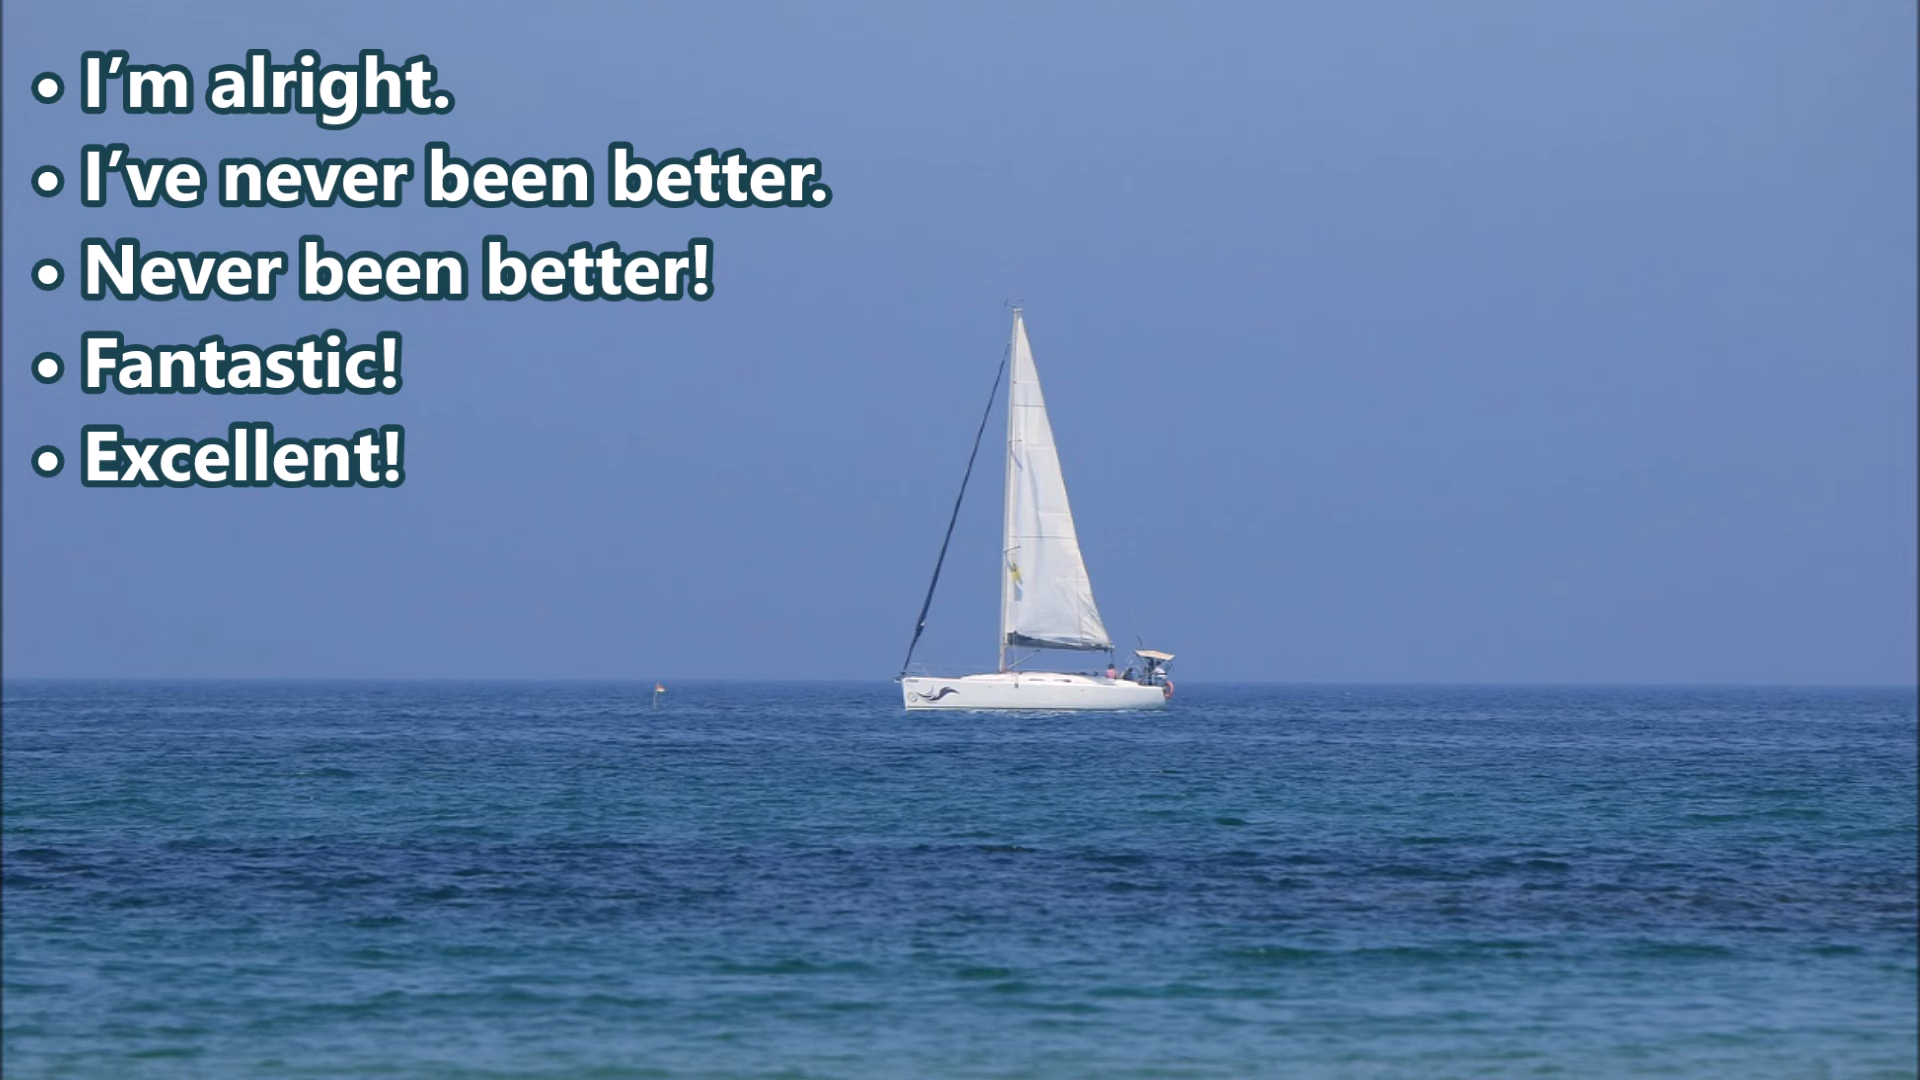 • I’m alright.
• I’ve never been better.
• Never been better!
• Fantastic!
• Excellent!